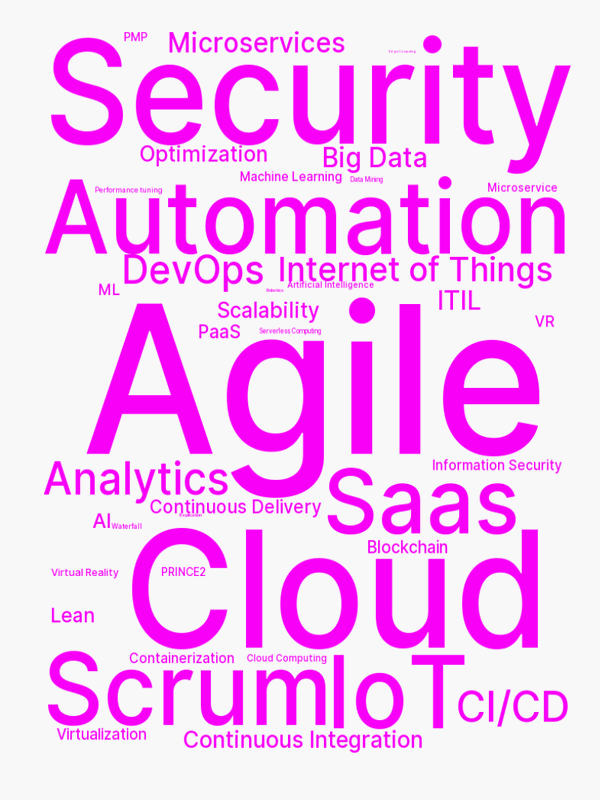 PMP
Microservices
Security
Optimization
Big Data
Machine Learning
Data Mining
Performance tuning
Microservice
Automation
DevOps
Internet of Things
Artificial Intelligence
ML
ITIL
Scalability
VR
PaaS
Serverless Computing
Agile
Information Security
Analytics
Saas
Continuous Delivery
AI
Waterfall
Cloud
Blockchain
Virtual Reality
PRINCE2
Lean
Containerization
Cloud Computing
Scrum
IoT
CI/CD
Virtualization
Continuous Integration